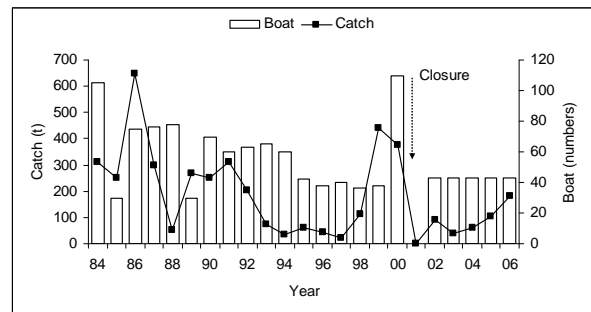 Boat Catch
700 120
600 100
500 80
400 60
300 40
200 20
100 0
0
Catch (t)
Boat (numbers)
Closure
84 86 88 90 92 94 96 98 00 02 04 06
Year